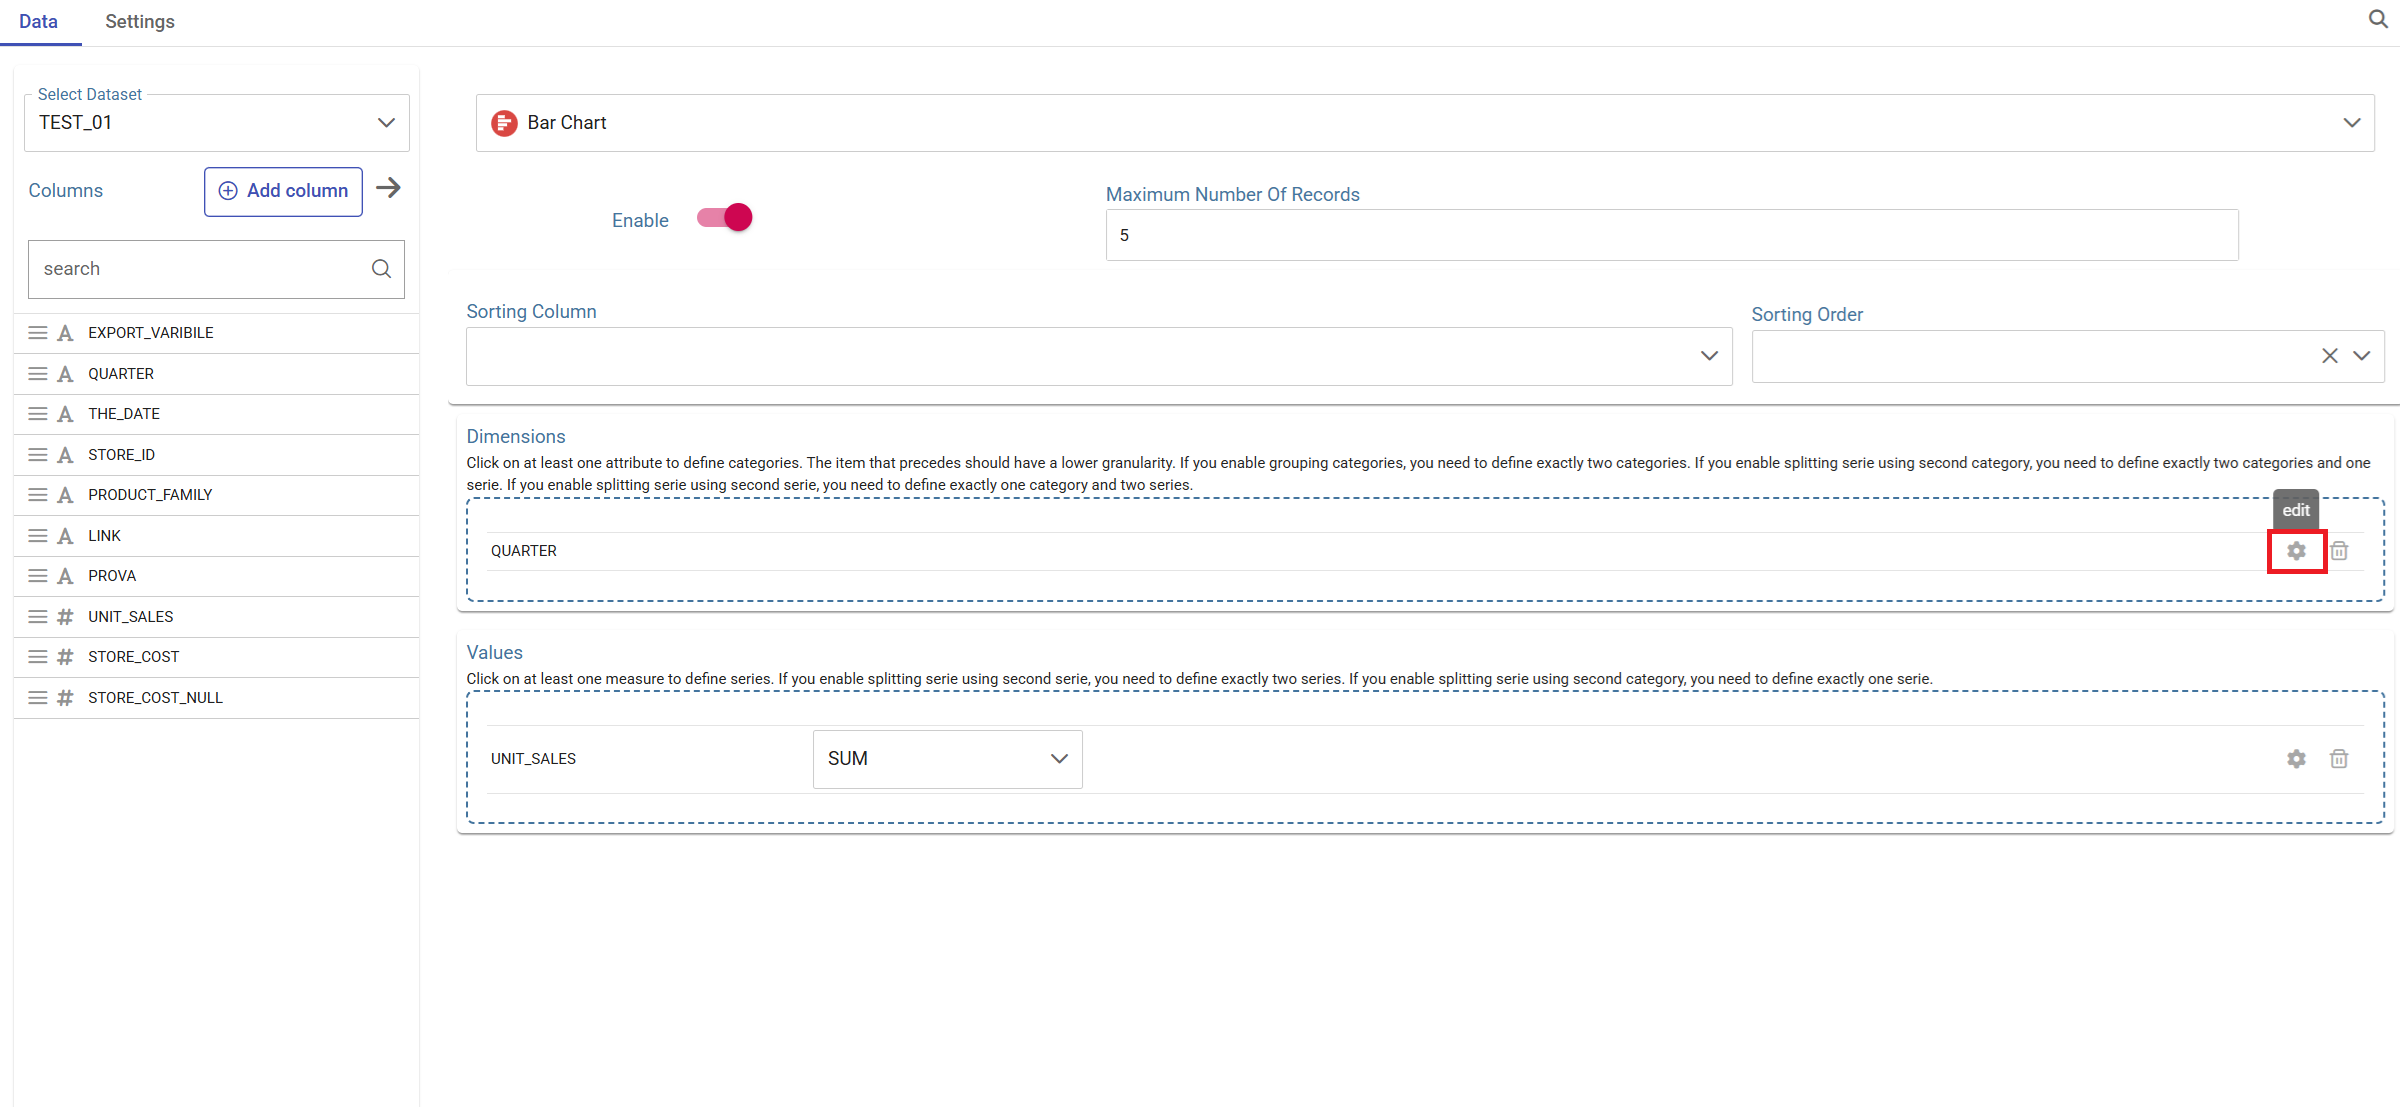 Data
Settings
Select Dataset
TEST_01
Columns
Add column
search
EXPORT_VARIBILE
QUARTER
THE_DATE
STORE_ID
PRODUCT_FAMILY
LINK
PROVA
UNIT_SALES
STORE_COST
STORE_COST_NULL
Bar Chart
Enable
Maximum Number Of Records
5
Sorting Column
Sorting Order
Dimensions
Click on at least one attribute to define categories. The item that precedes should have a lower granularity. If you enable grouping categories, you need to define exactly two categories. If you enable splitting serie using second category, you need to define exactly two categories and one
serie. If you enable splitting serie using second serie, you need to define exactly one category and two series.
edit
QUARTER
Values
Click on at least one measure to define series. If you enable splitting serie using second serie, you need to define exactly two series. If you enable splitting serie using second category, you need to define exactly one serie.
UNIT_SALES
SUM